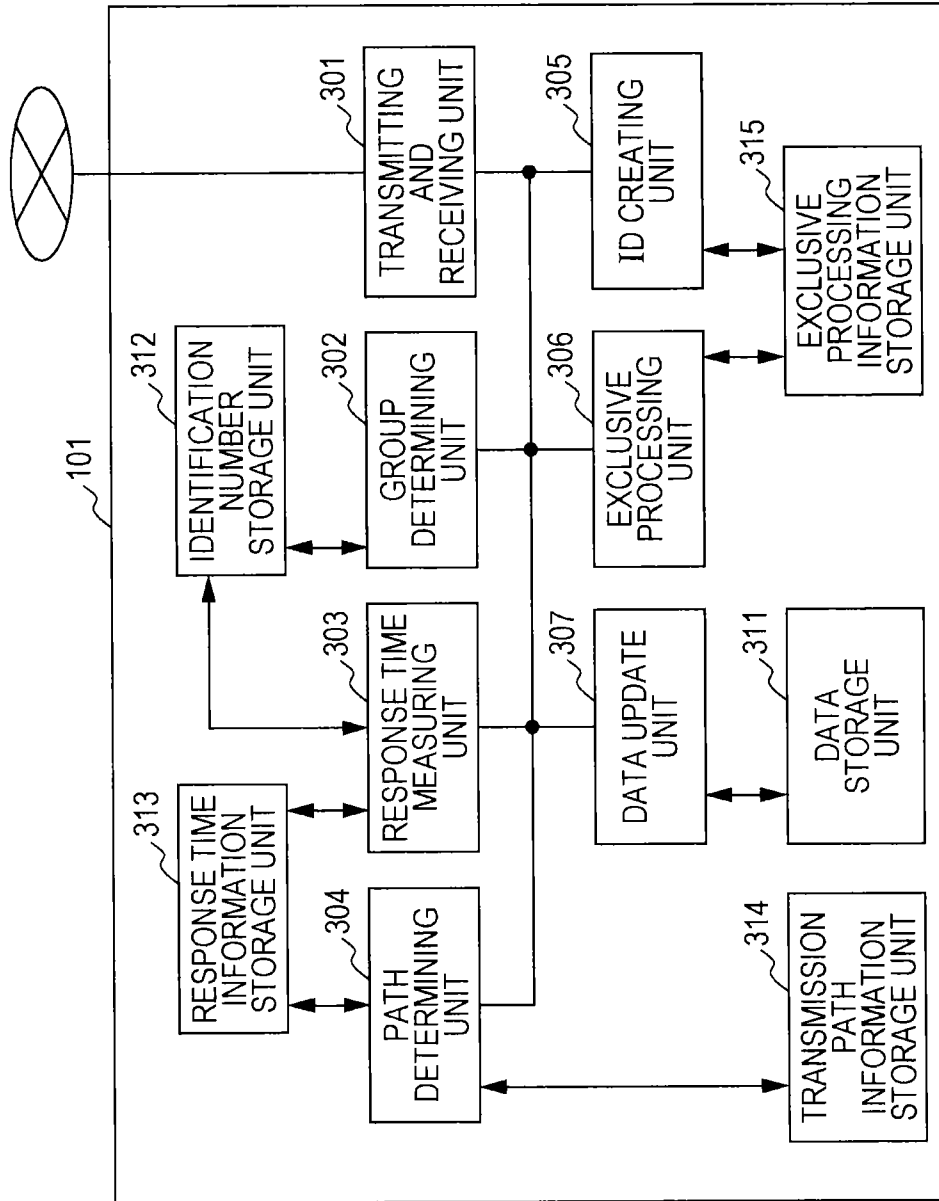 101
313
RESPONSE TIME
INFORMATION
STORAGE UNIT
312
IDENTIFICATION
NUMBER
STORAGE UNIT
304
PATH
DETERMINING
UNIT
303
RESPONSE TIME
MEASURING
UNIT
302
GROUP
DETERMINING
UNIT
301
TRANSMITTING
AND
RECEIVING UNIT
307
DATA UPDATE
UNIT
306
EXCLUSIVE
PROCESSING
UNIT
305
ID CREATING
UNIT
314
TRANSMISSION
PATH
INFORMATION
STORAGE UNIT
311
DATA
STORAGE
UNIT
315
EXCLUSIVE
PROCESSING
INFORMATION
STORAGE UNIT